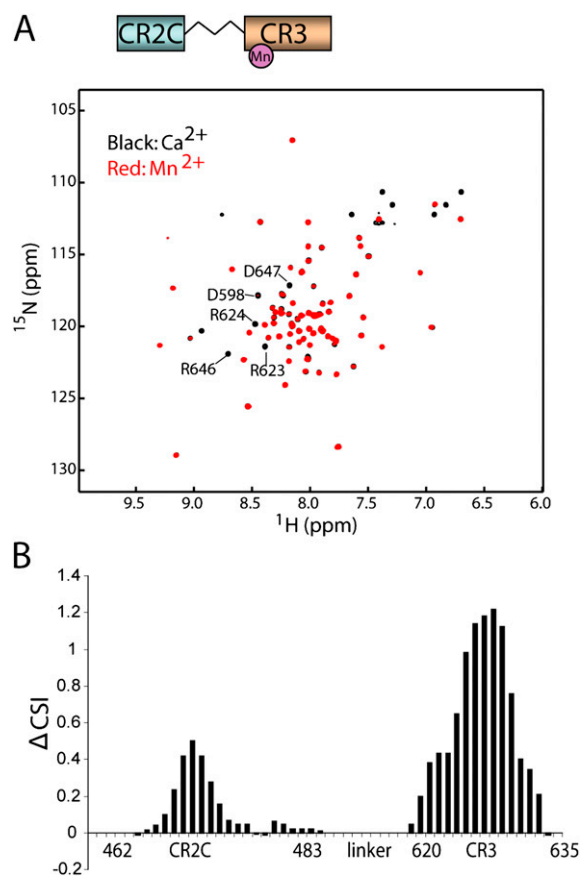 A
CR2C CR3
Mn
Black: Ca2+
Red: Mn 2+
105
110
115
120
125
130
15N (ppm)
D647
D598
R624
R646
R623
9.5 9.0 8.5 8.0 7.5 7.0 6.5 6.0
1H (ppm)
B
1.4
1.2
1
0.8
0.6
0.4
0.2
0
-0.2
Δ CSI
462 CR2C 483 linker 620 CR3 635